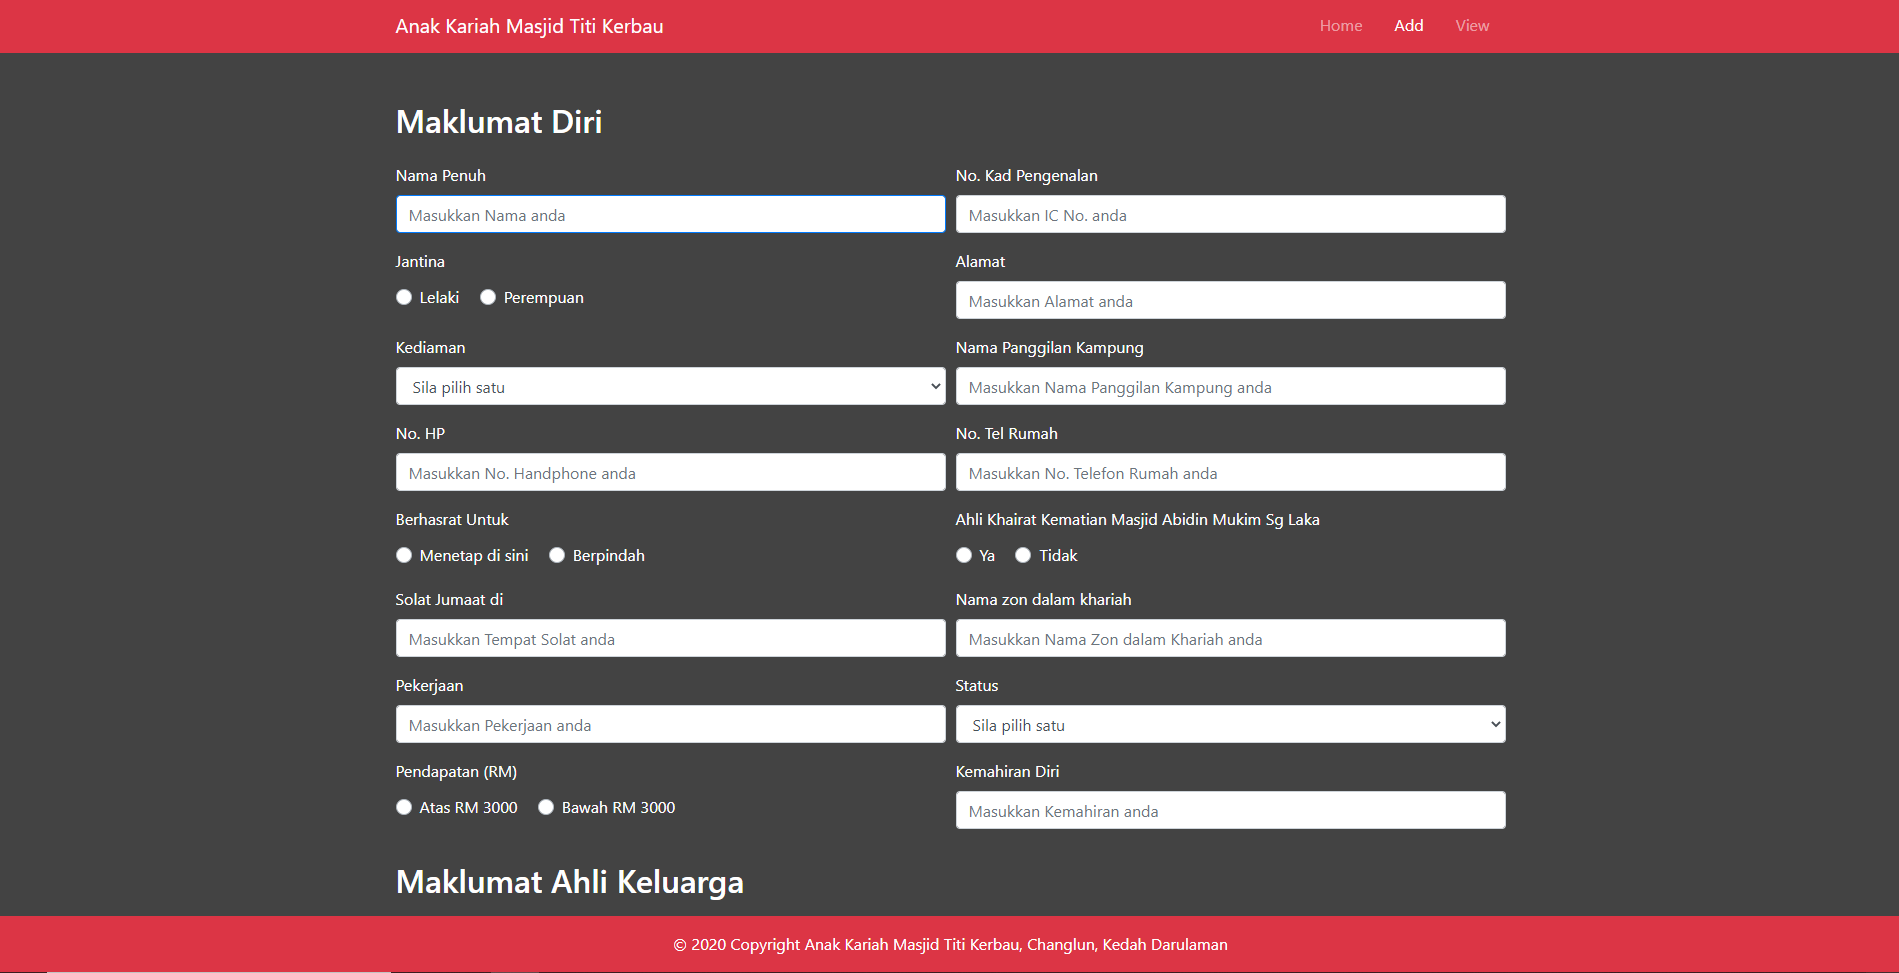 Anak Kariah Masjid Titi Kerbau
Home Add View
Maklumat Diri
Nama Penuh No. Kad Pengenalan
Masukkan Nama anda Masukkan IC No. anda
Jantina Alamat
Lelaki Perempuan Masukkan Alamat anda
Kediaman Nama Panggilan Kampung
Sila pilih satu Masukkan Nama Panggilan Kampung anda
No. HP No. Tel Rumah
Masukkan No. Handphone anda Masukkan No. Telefon Rumah anda
Berhasrat Untuk Ahli Khairat Kematian Masjid Abidin Mukim Sg Laka
Menetap di sini Berpindah Ya Tidak
Solat Jumaat di Nama zon dalam khariah
Masukkan Tempat Solat anda Masukkan Nama Zon dalam Khariah anda
Pekerjaan Status
Masukkan Pekerjaan anda Sila pilih satu
Pendapatan (RM) Kemahiran Diri
Atas RM 3000 Bawah RM 3000 Masukkan Kemahiran anda
Maklumat Ahli Keluarga
© 2020 Copyright Anak Kariah Masjid Titi Kerbau, Changlun, Kedah Darulaman